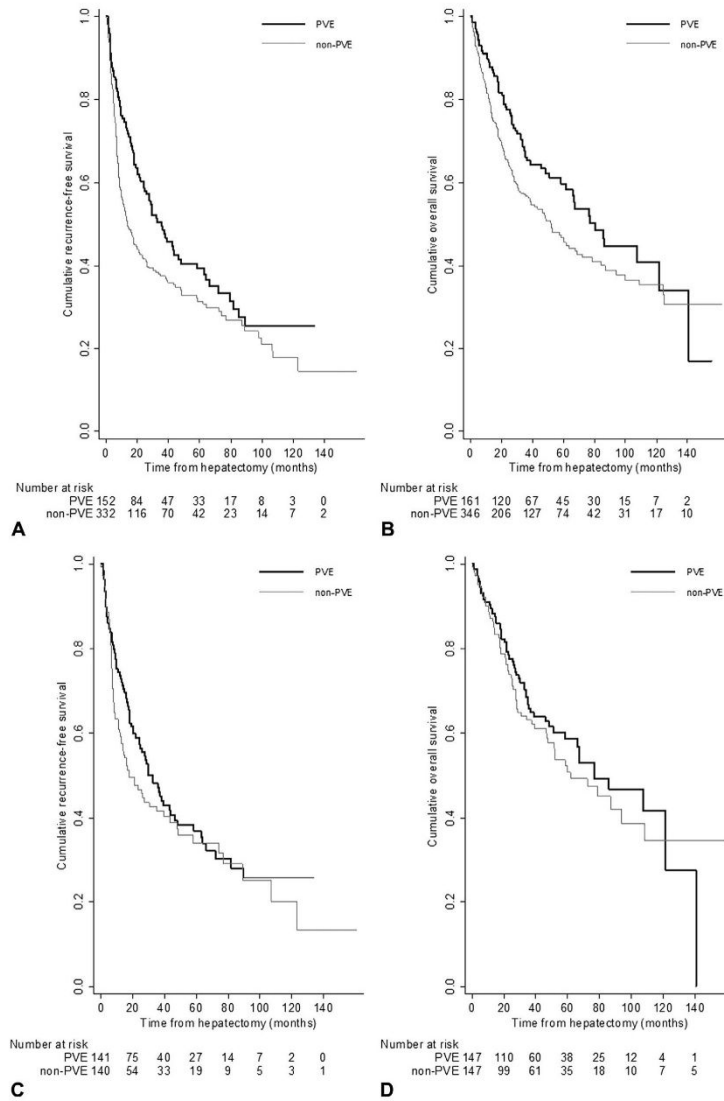 PVE
non-PVE
1.0
0.8
0.6
0.4
0.2
0.0
Cumulative recurrence-free survival
0 20 40 60 80 100 120 140
Time from hepatectomy (months)
Number at risk
PVE 152 84 47 33 17 8 3 0
non-PVE 332 116 70 42 23 14 7 2
A
PVE
non-PVE
1.0
0.8
0.6
0.4
0.2
0.0
Cumulative overall survival
0 20 40 60 80 100 120 140
Time from hepatectomy (months)
Number at risk
PVE 161 120 67 45 30 15 7 2
non-PVE 346 206 127 74 42 31 17 10
B
PVE
non-PVE
1.0
0.8
0.6
0.4
0.2
0.0
Cumulative recurrence-free survival
0 20 40 60 80 100 120 140
Time from hepatectomy (months)
Number at risk
PVE 141 75 40 27 14 7 2 0
non-PVE 140 54 33 19 9 5 3 1
C
PVE
non-PVE
1.0
0.8
0.6
0.4
0.2
0.0
Cumulative overall survival
0 20 40 60 80 100 120 140
Time from hepatectomy (months)
Number at risk
PVE 147 110 60 38 25 12 4 1
non-PVE 147 99 61 35 18 10 7 5
D